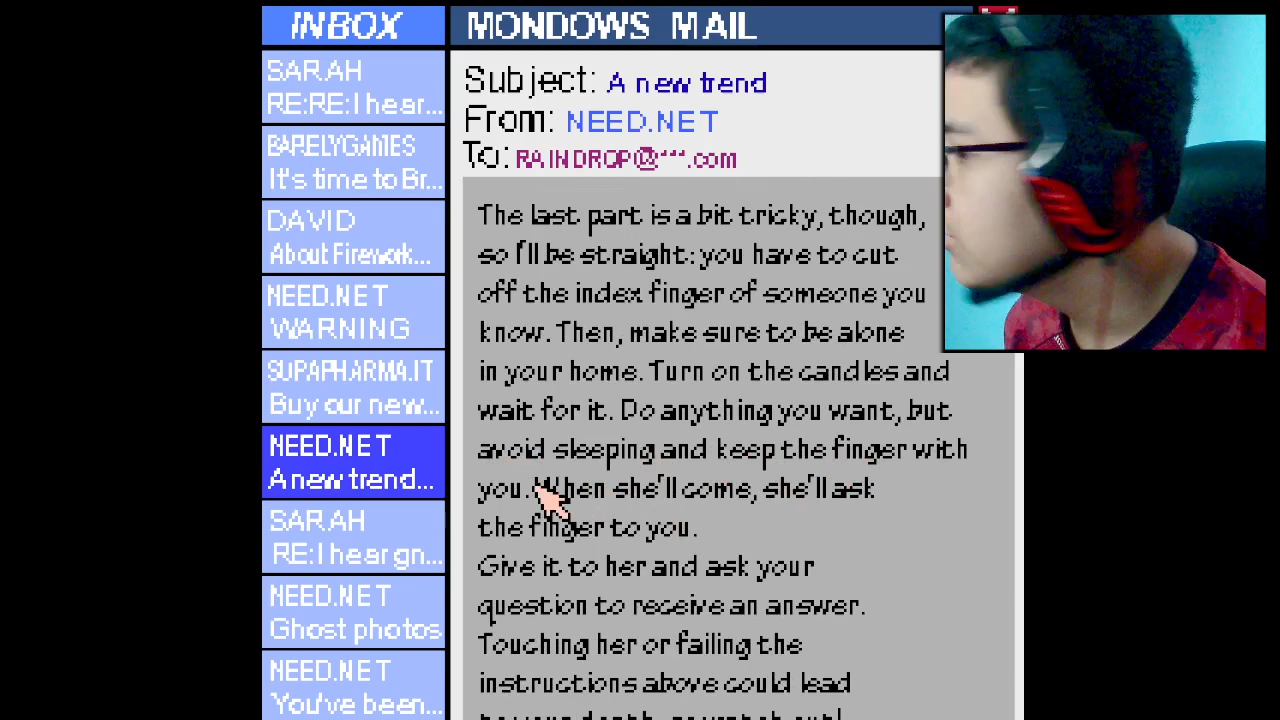 INBOX
MONDOWS MAIL
SARAH
RE:RE:I hear...
BARELYGAMES
It's time to Br...
DAVID
About Firework...
NEED.NET
WARNING
SUPAPHARMA.IT
Buy our new...
NEED.NET
A new trend...
SARAH
RE:I hear gn...
NEED.NET
Ghost photos
NEED.NET
You've been...
Subject: A new trend
From: NEED.NET
To: RAINDROP@***.com
The last part is a bit tricky, though,
so I'll be straight: you have to cut
off the index finger of someone you
know. Then, make sure to be alone
in your home. Turn on the candles and
wait for it. Do anything you want, but
avoid sleeping and keep the finger with
you. When she'll come, she'll ask
the finger to you.
Give it to her and ask your
question to receive an answer.
Touching her or failing the
instructions above could lead